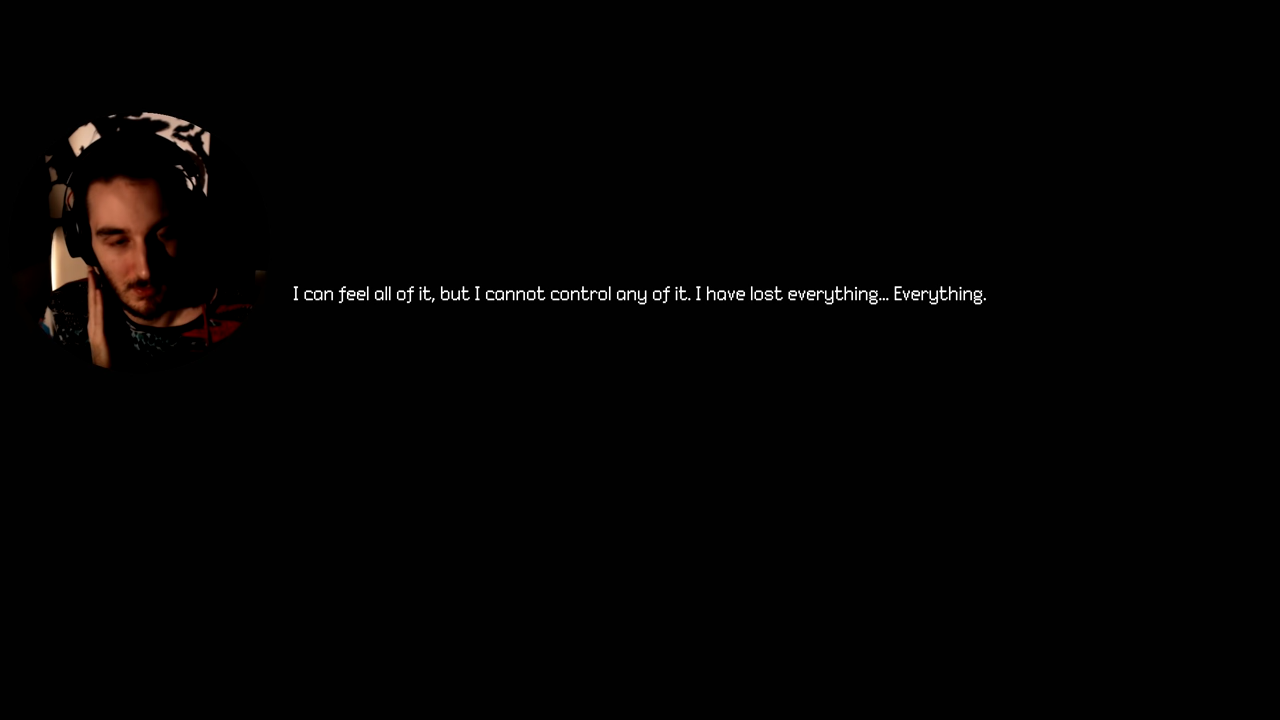 I can feel all of it, but I cannot control any of it. I have lost everything... Everything.